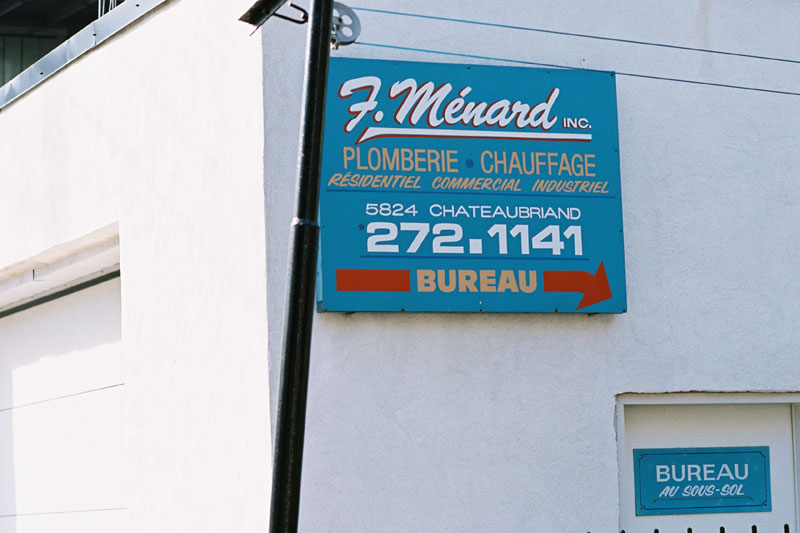 F. Ménard INC.
PLOMBERIE • CHAUFFAGE
RÉSIDENTIEL COMMERCIAL INDUSTRIEL
5824 CHATEAUBRIAND
*272.1141
BUREAU
BUREAU
AU SOUS-SOL